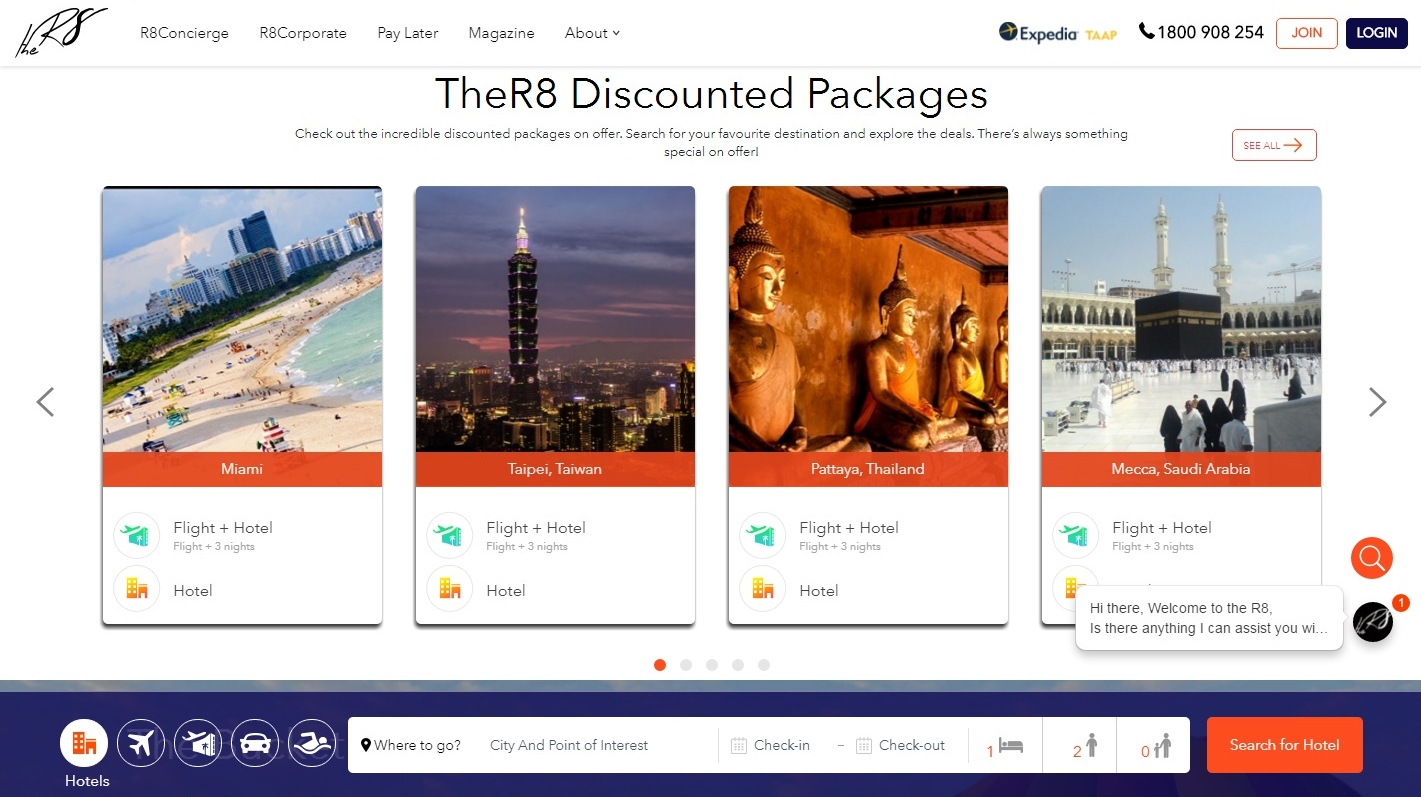 The R8
R8Concierge
R8Corporate
Pay Later
Magazine
About
Expedia TAAP
1800 908 254
JOIN
LOGIN
TheR8 Discounted Packages
Check out the incredible discounted packages on offer. Search for your favourite destination and explore the deals. There's always something
special on offer!
SEE ALL
Miami
Taipei, Taiwan
Pattaya, Thailand
Mecca, Saudi Arabia
Flight + Hotel
Flight + 3 nights
Hotel
Flight + Hotel
Flight + 3 nights
Hotel
Flight + Hotel
Flight + 3 nights
Hotel
Flight + Hotel
Flight + 3 nights
Hi there, Welcome to the R8,
Is there anything I can assist you wi...
R8
1
Hotels
Where to go?
City And Point of Interest
Check-in
–
Check-out
1
2
0
Search for Hotel